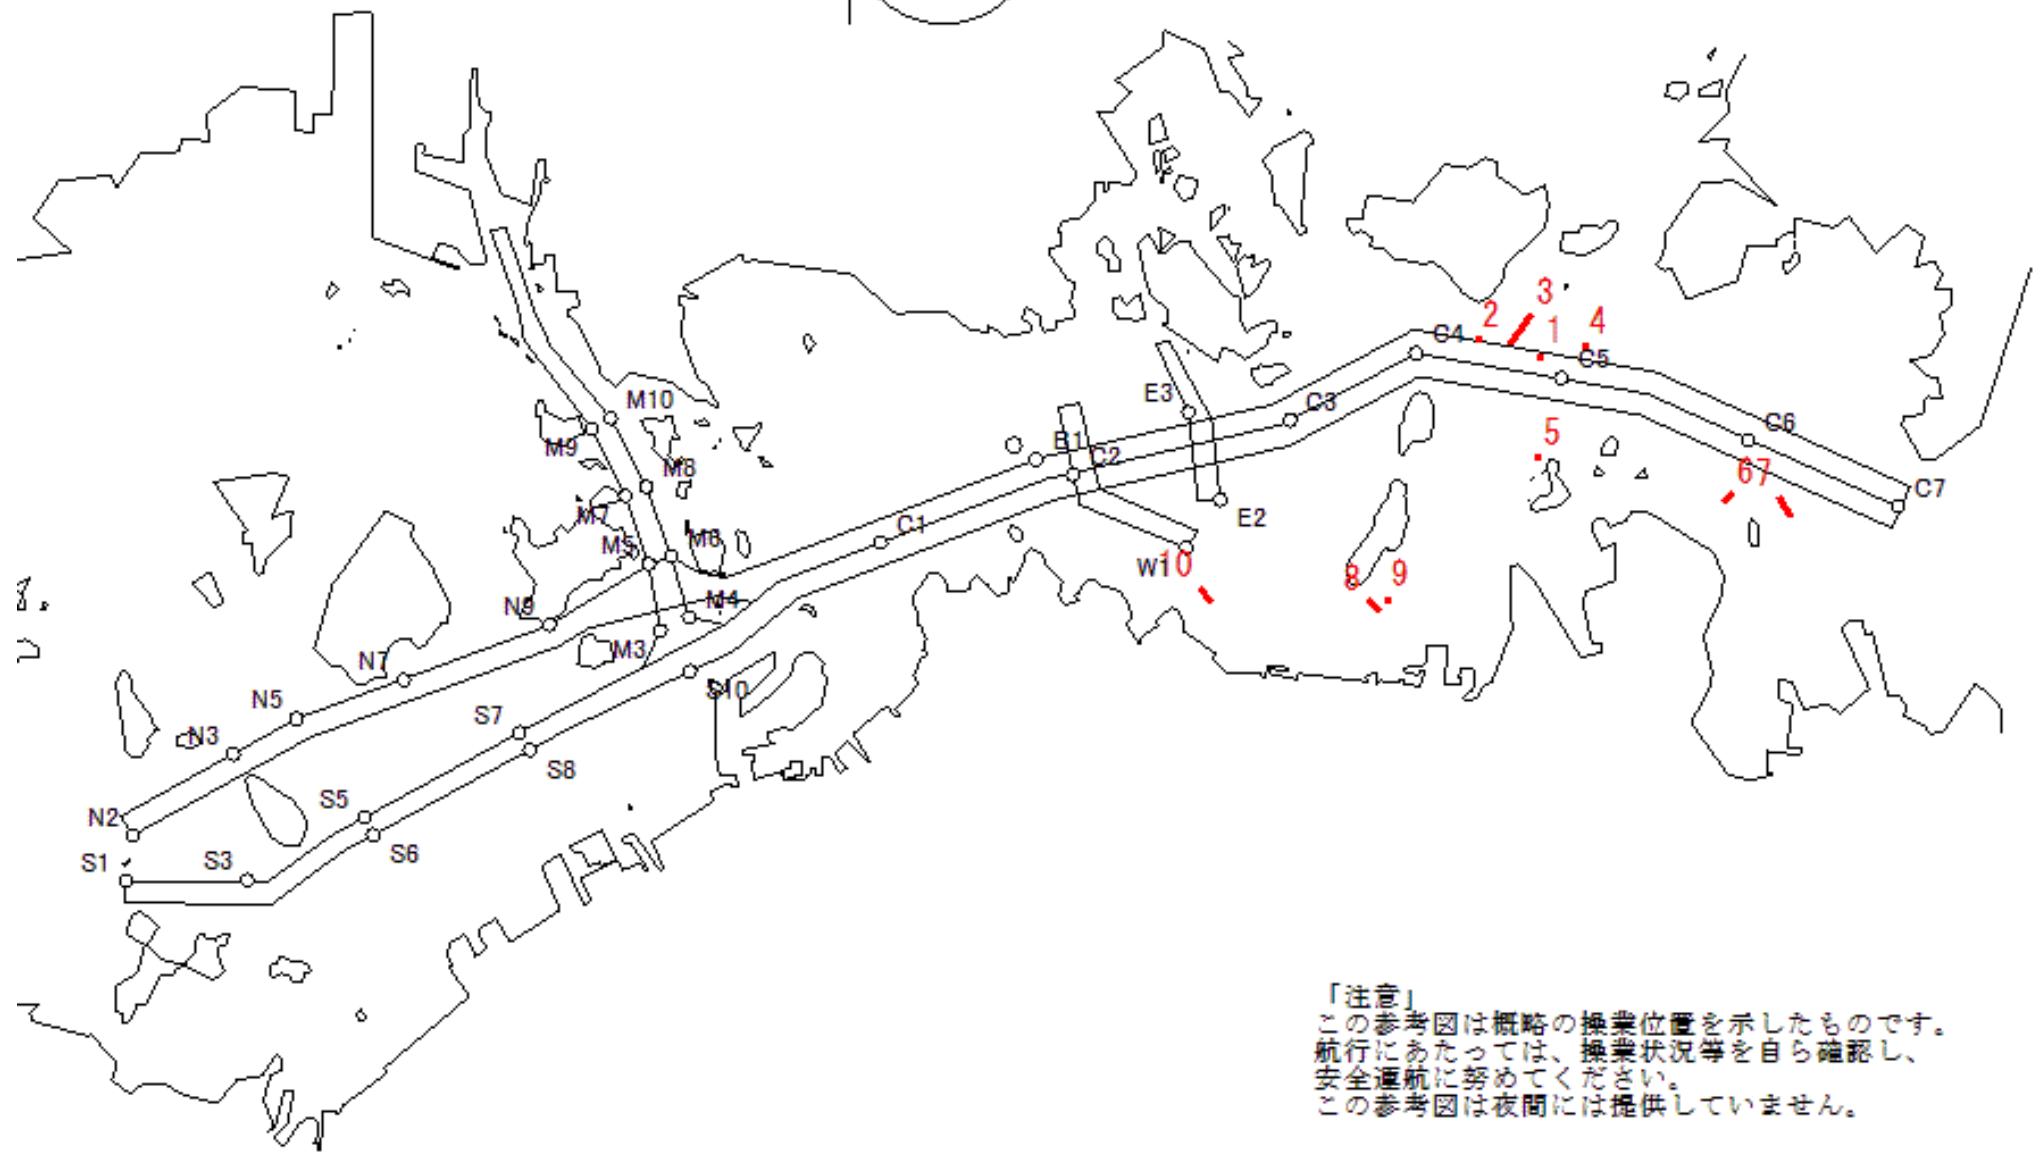 3
2
1
4
C4
C5
M10
E3
C3
C6
M9
B1
5
M8
C2
67
M7
E2
C7
M5
M6
C1
W1
10
8
9
N9
M4
M3
N7
S10
N5
N3
S7
S8
S5
N2
S6
S1
S3
「注意」
この参考図は概略の操業位置を示したものです。
航行にあたっては、操業状況等を自ら確認し、
安全運航に努めてください。
この参考図は夜間には提供していません。